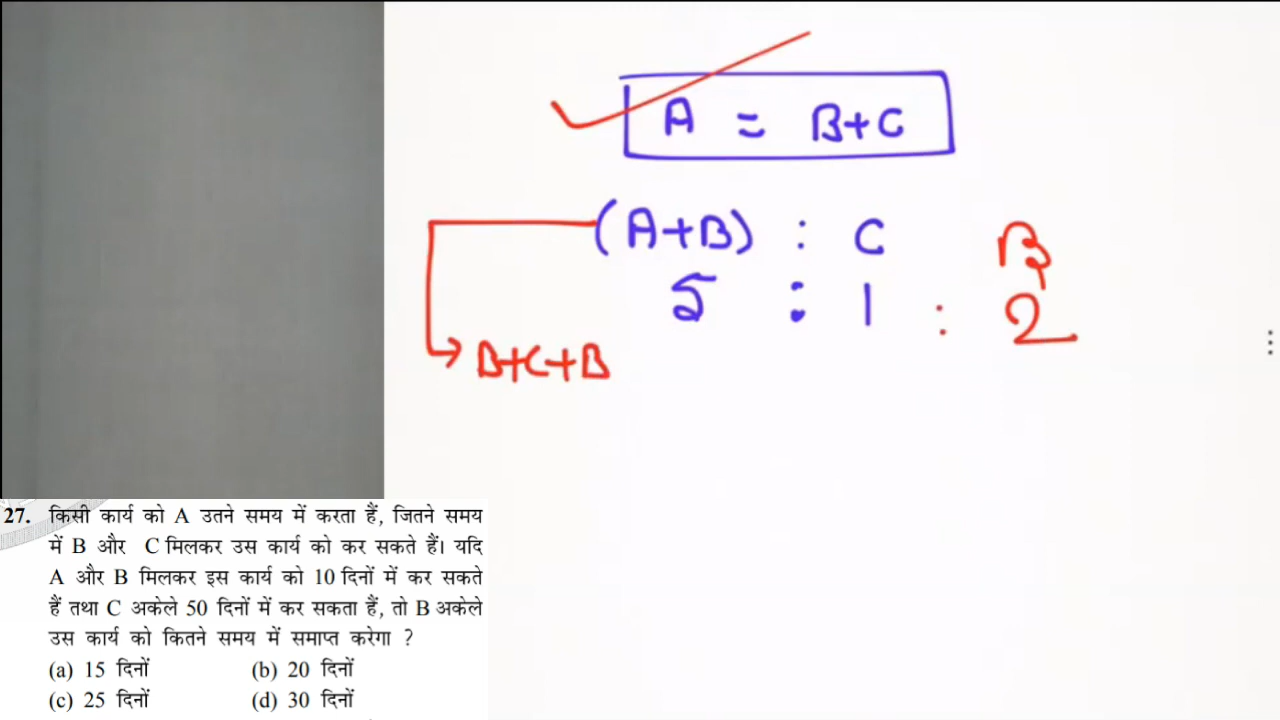 A = B+C
(A+B) : C B
5 : 1 : 2
B+C+B
27. किसी कार्य को A उतने समय में करता हैं, जितने समय
में B और C मिलकर उस कार्य को कर सकते हैं। यदि
A और B मिलकर इस कार्य को 10 दिनों में कर सकते
हैं तथा C अकेले 50 दिनों में कर सकता हैं, तो B अकेले
उस कार्य को कितने समय में समाप्त करेगा ?
(a) 15 दिनों (b) 20 दिनों
(c) 25 दिनों (d) 30 दिनों